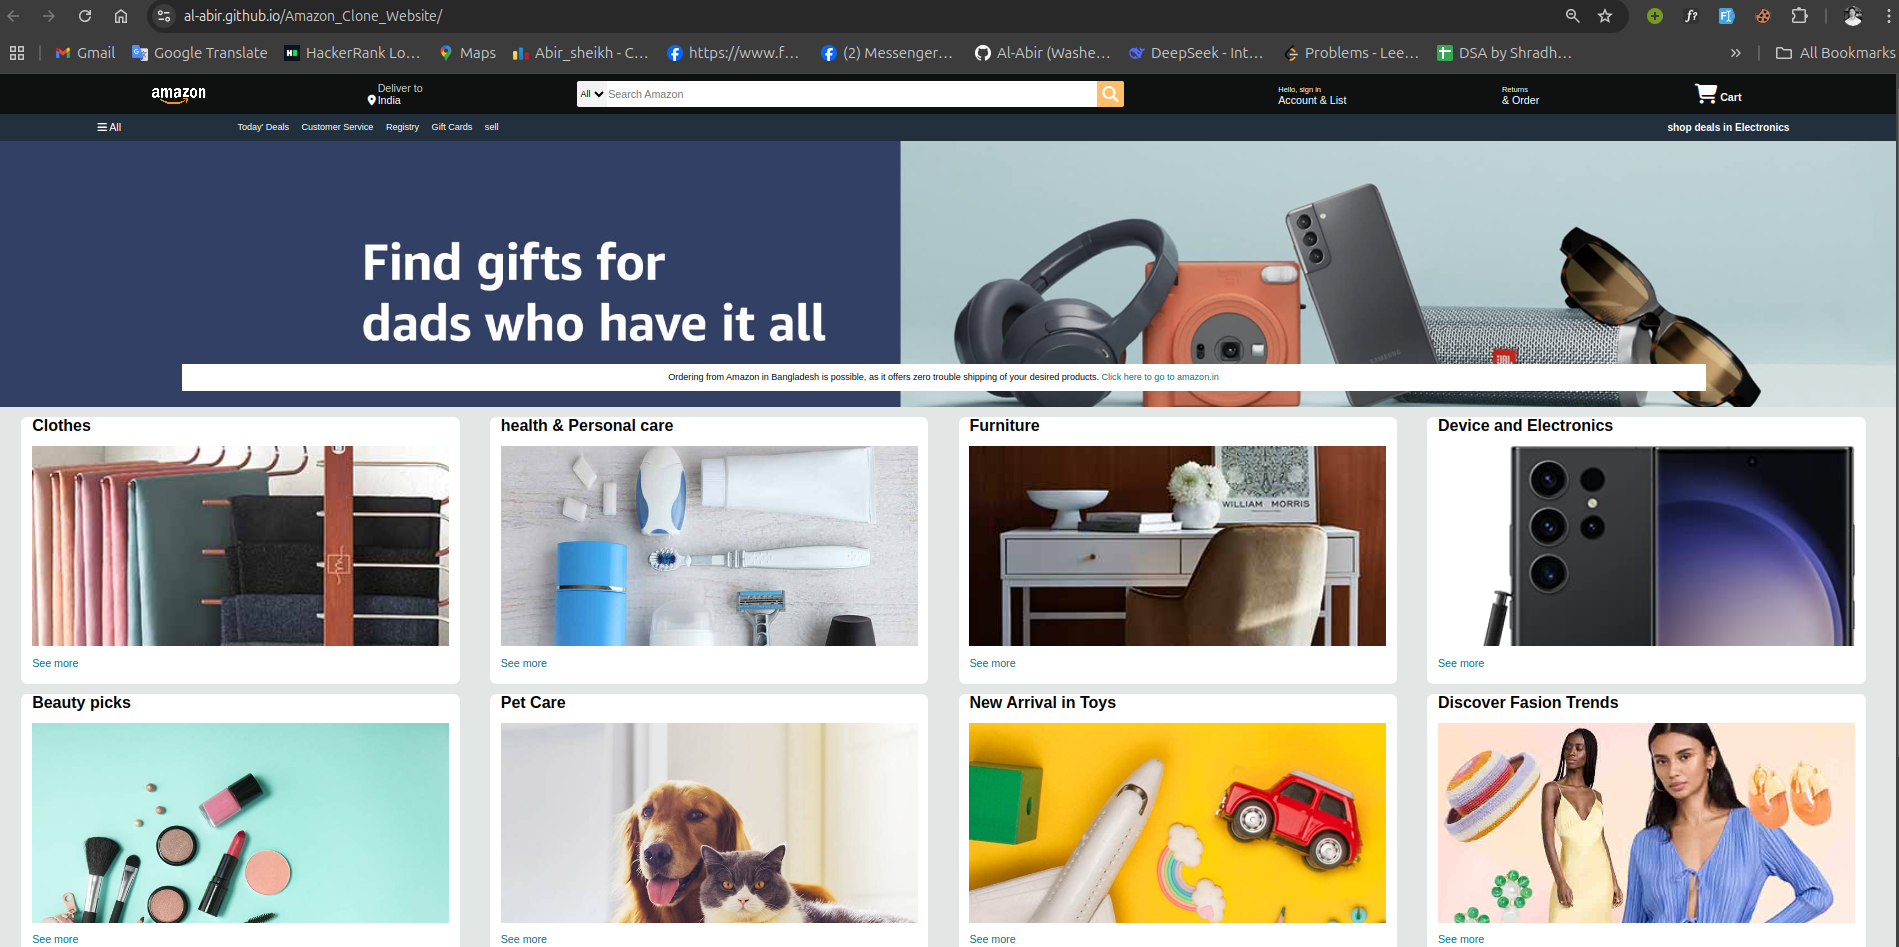 al-abir.github.io/Amazon_Clone_Website/
Gmail Google Translate HackerRank Lo... Maps Abir_sheikh - C... https://www.f... (2) Messenger... Al-Abir (Washe... DeepSeek - Int... Problems - Lee... DSA by Shradh... » All Bookmarks
amazon
Deliver to
India
All Search Amazon
Hello, sign in
Account & List
Returns
& Order
Cart
All Today' Deals Customer Service Registry Gift Cards sell shop deals in Electronics
Find gifts for
dads who have it all
SAMSUNG
JBL
Ordering from Amazon in Bangladesh is possible, as it offers zero trouble shipping of your desired products. Click here to go to amazon.in
Clothes health & Personal care Furniture Device and Electronics
WILLIAM MORRIS
See more See more See more See more
Beauty picks Pet Care New Arrival in Toys Discover Fasion Trends
See more See more See more See more